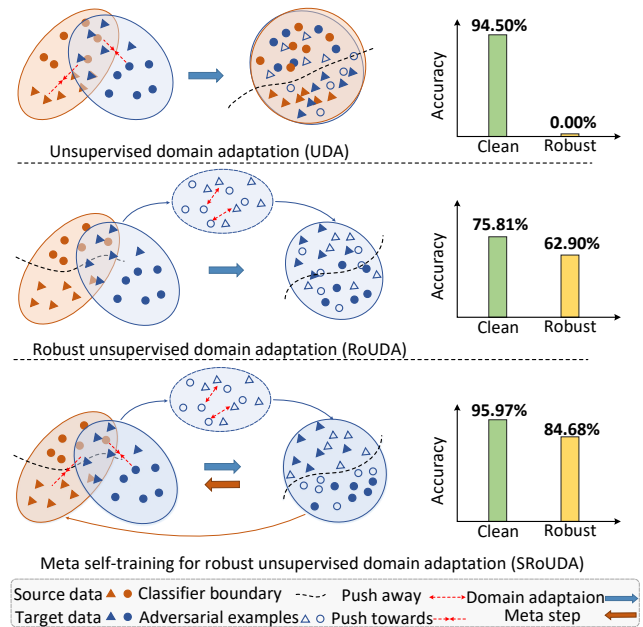 94.50%
Accuracy
0.00%
Clean Robust
Unsupervised domain adaptation (UDA)
75.81%
62.90%
Accuracy
Clean Robust
Robust unsupervised domain adaptation (RoUDA)
95.97%
84.68%
Accuracy
Clean Robust
Meta self-training for robust unsupervised domain adaptation (SRoUDA)
Source data Classifier boundary Push away Domain adaptaion
Target data Adversarial examples Push towards Meta step